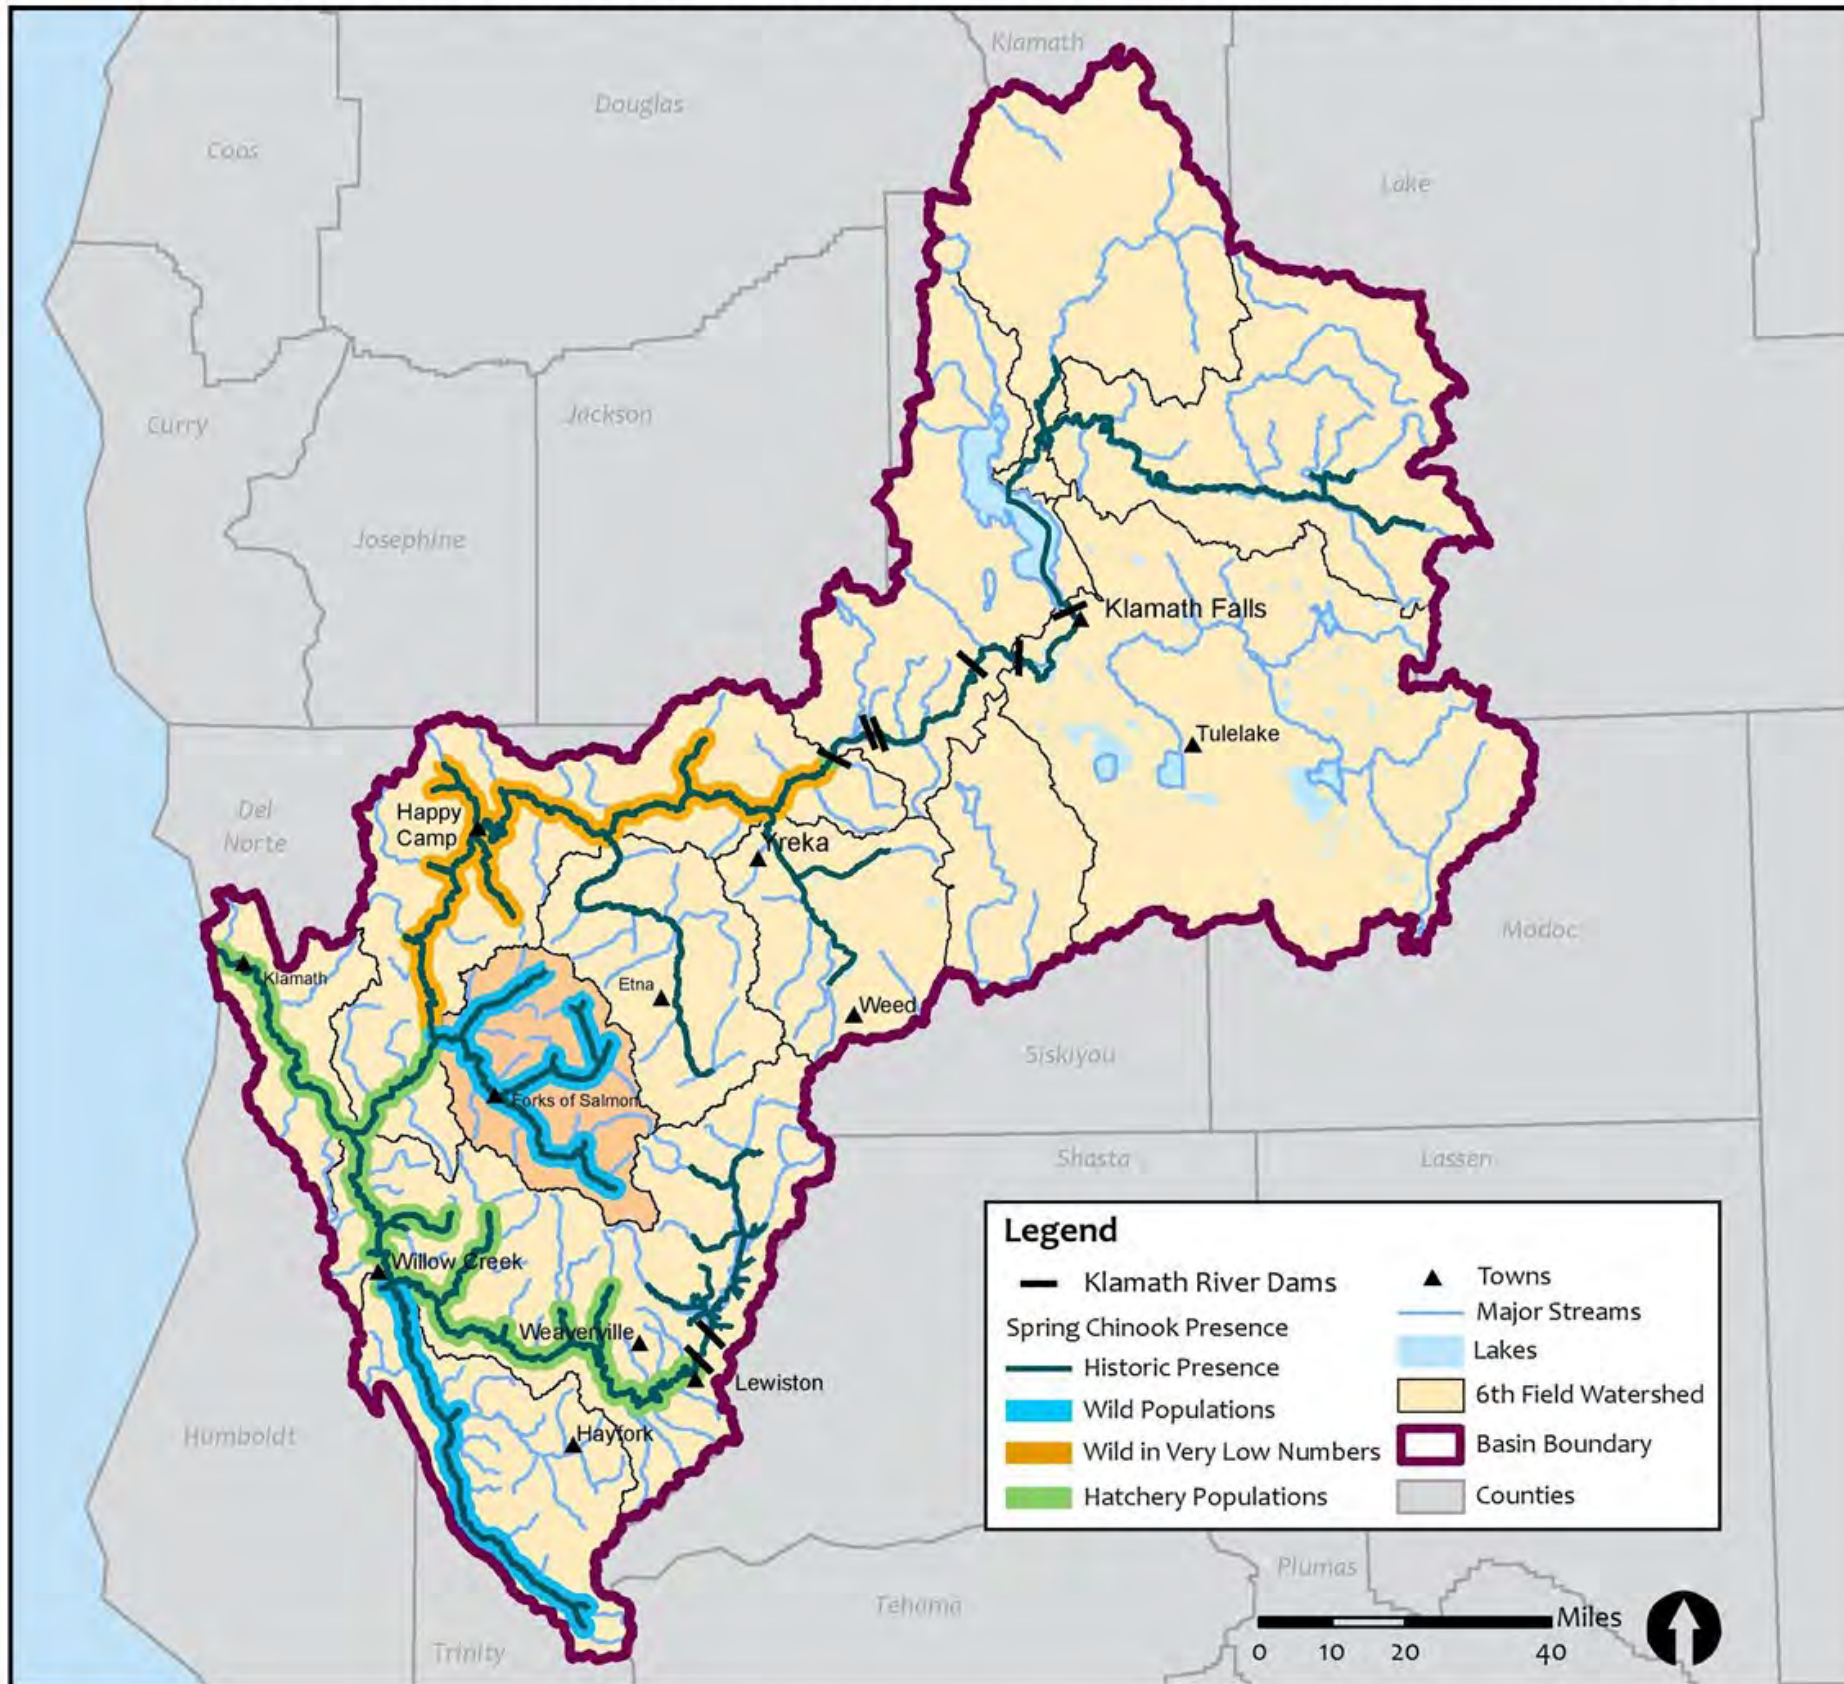 Klamath
Douglas
Coos
Lake
Curry
Jackson
Josephine
Klamath Falls
Tulelake
Happy
Camp
Del
Norte
Yreka
Modoc
Klamath
Etna
Weed
Siskiyou
Forks of Salmon
Shasta
Lassen
Willow Creek
Weaverville
Lewiston
Hayfork
Humboldt
Trinity
Tehama
Plumas
Legend
Klamath River Dams
Spring Chinook Presence
Historic Presence
Wild Populations
Wild in Very Low Numbers
Hatchery Populations
Towns
Major Streams
Lakes
6th Field Watershed
Basin Boundary
Counties
Miles
0 10 20 40